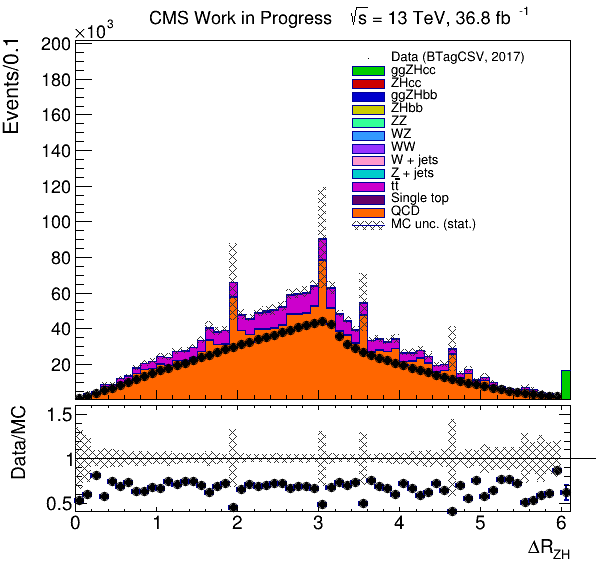 CMS Work in Progress √s = 13 TeV, 36.8 fb⁻¹
×10³
Events/0.1
200
180
160
140
120
100
80
60
40
20
Data (BTagCSV, 2017)
ggZHcc
ZHcc
ggZHbb
ZHbb
ZZ
WZ
WW
W + jets
Z + jets
tt̅
Single top
QCD
MC unc. (stat.)
Data/MC
1.5
1
0.5
0 1 2 3 4 5 6
ΔR_ZH